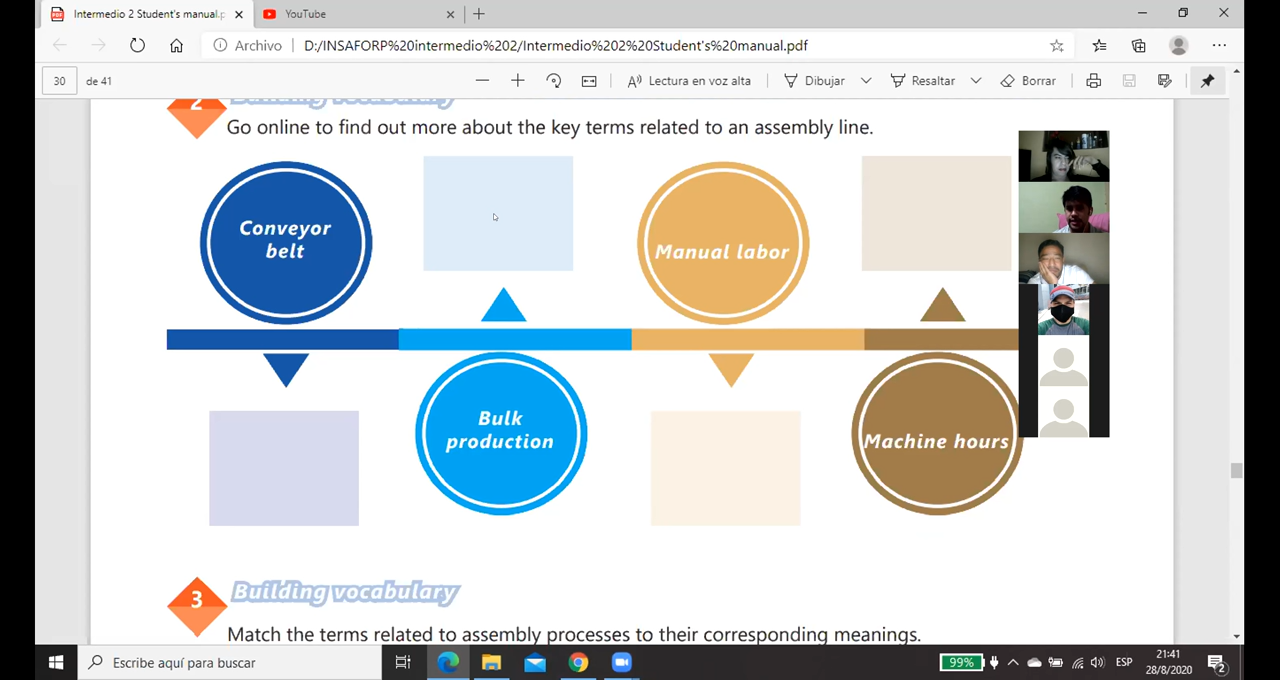 Intermedio 2 Student's manual.p
YouTube
Archivo
D:/INSAFORP%20intermedio%202/Intermedio%202%20Student's%20manual.pdf
30
de 41
Lectura en voz alta
Dibujar
Resaltar
Borrar
2
Building vocabulary
Go online to find out more about the key terms related to an assembly line.
Conveyor
belt
Manual labor
Bulk
production
Machine hours
3
Building vocabulary
Match the terms related to assembly processes to their corresponding meanings.
Escribe aquí para buscar
99%
ESP
21:41
28/8/2020
2